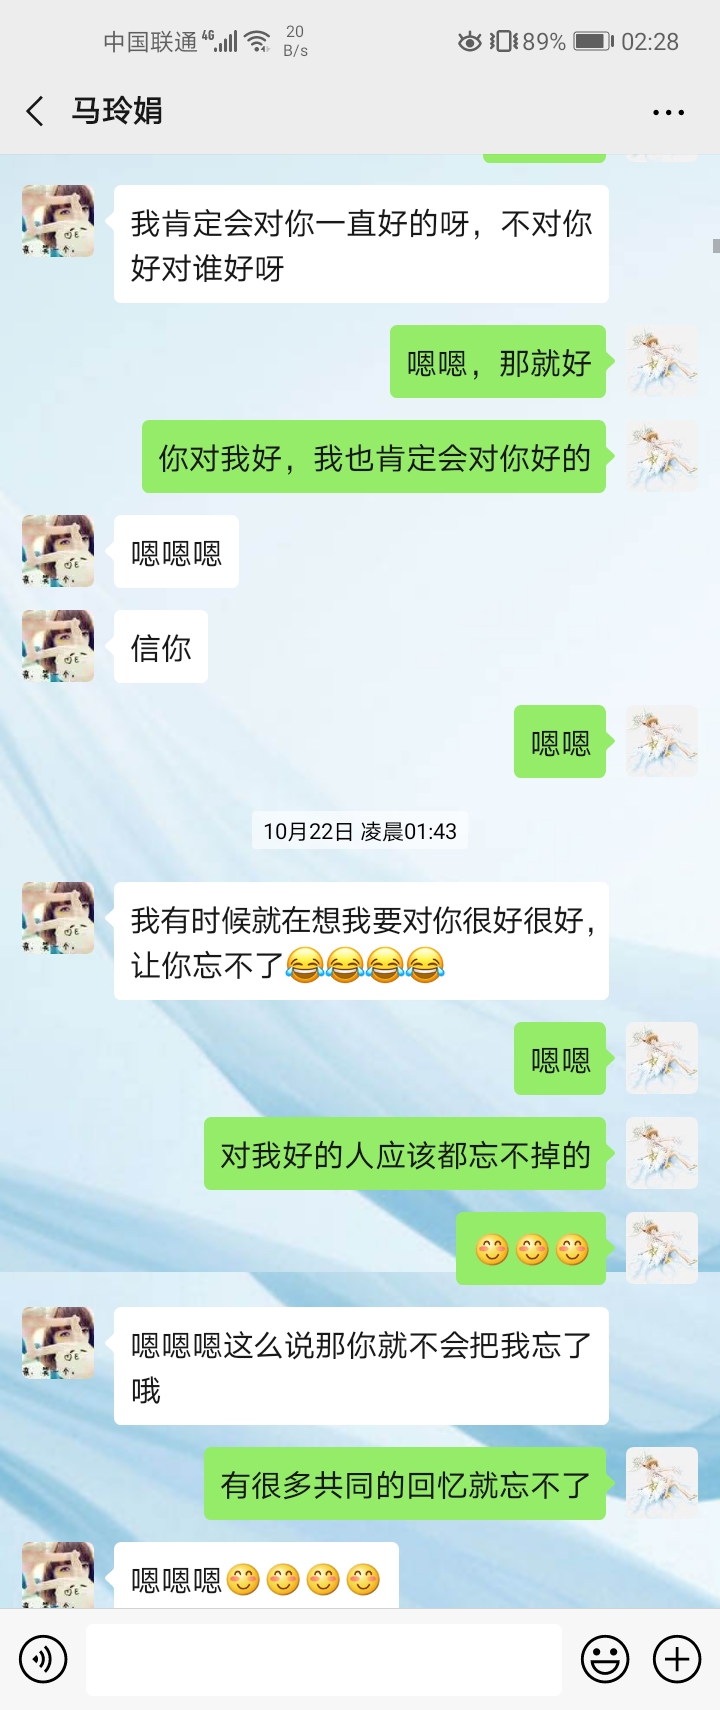 中国联通 4G 20 B/s 89% 02:28
马玲娟
我肯定会对你一直好的呀，不对你
好对谁好呀
嗯嗯，那就好
你对我好，我也肯定会对你好的
嗯嗯嗯
信你
嗯嗯
10月22日 凌晨01:43
我有时候就在想我要对你很好很好，
让你忘不了😂😂😂😂
嗯嗯
对我好的人应该都忘不掉的
😊😊😊
嗯嗯嗯这么说那你就不会把我忘了
哦
有很多共同的回忆就忘不了
嗯嗯嗯😊😊😊😊